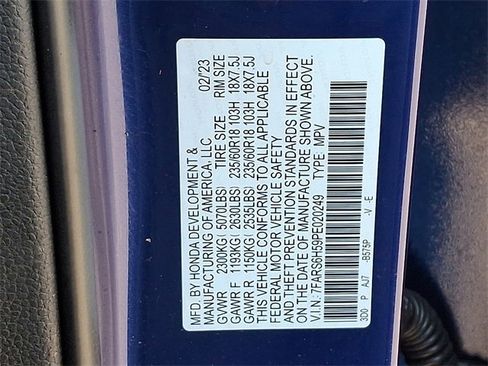 MFD. BY HONDA DEVELOPMENT & 02/'23
MANUFACTURING OF AMERICA, LLC.
GVWR 2300KG( 5070LBS) TIRE SIZE RIM SIZE
GAWR F 1193KG( 2630LBS) 235/60R18 103H 18X7.5J
GAWR R 1150KG( 2535LBS) 235/60R18 103H 18X7.5J
THIS VEHICLE CONFORMS TO ALL APPLICABLE
FEDERAL MOTOR VEHICLE SAFETY
AND THEFT PREVENTION STANDARDS IN EFFECT
ON THE DATE OF MANUFACTURE SHOWN ABOVE.
V.I.N.: 7FARS6H59PE020249 TYPE: MPV
3D0 P AJ7 -B575P -V -E